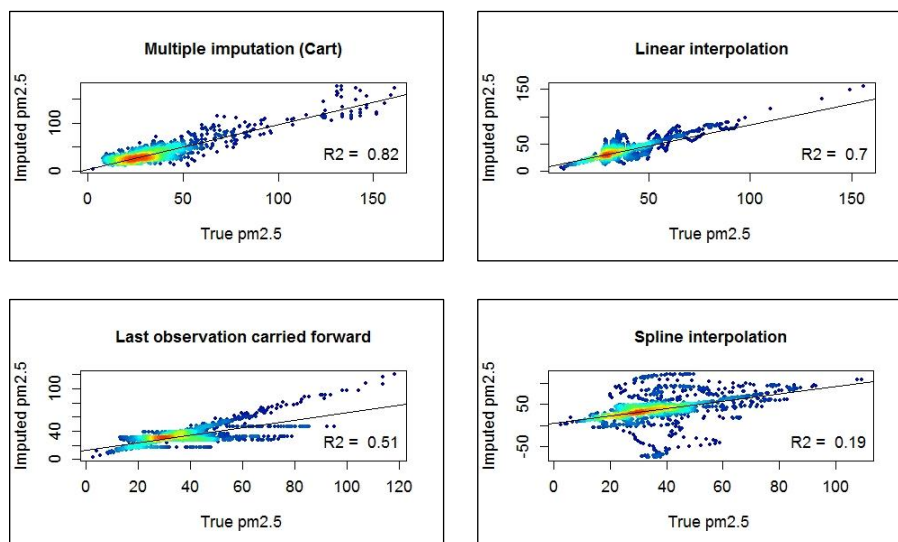 Multiple imputation (Cart)
Imputed pm2.5
0
100
R2 = 0.82
0 50 100 150
True pm2.5
Linear interpolation
Imputed pm2.5
0
50
150
R2 = 0.7
50 100 150
True pm2.5
Last observation carried forward
Imputed pm2.5
0
40
100
R2 = 0.51
0 20 40 60 80 100 120
True pm2.5
Spline interpolation
Imputed pm2.5
-50
50
R2 = 0.19
0 20 40 60 80 100
True pm2.5